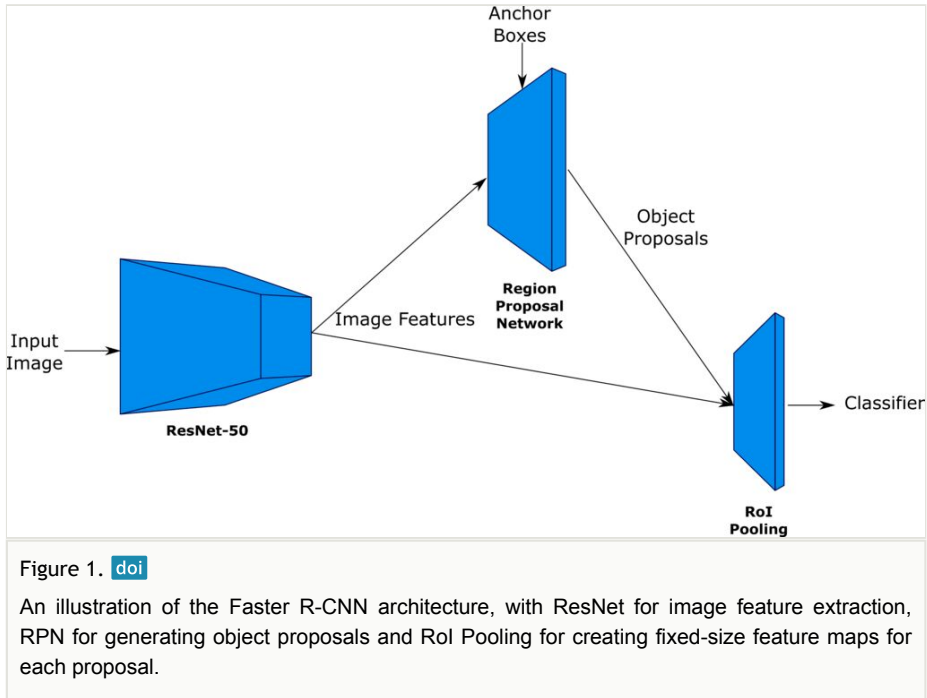 Anchor
Boxes
Object
Proposals
Region
Proposal
Network
Image Features
Input
Image
ResNet-50
Classifier
RoI
Pooling
Figure 1. doi
An illustration of the Faster R-CNN architecture, with ResNet for image feature extraction,
RPN for generating object proposals and RoI Pooling for creating fixed-size feature maps for
each proposal.